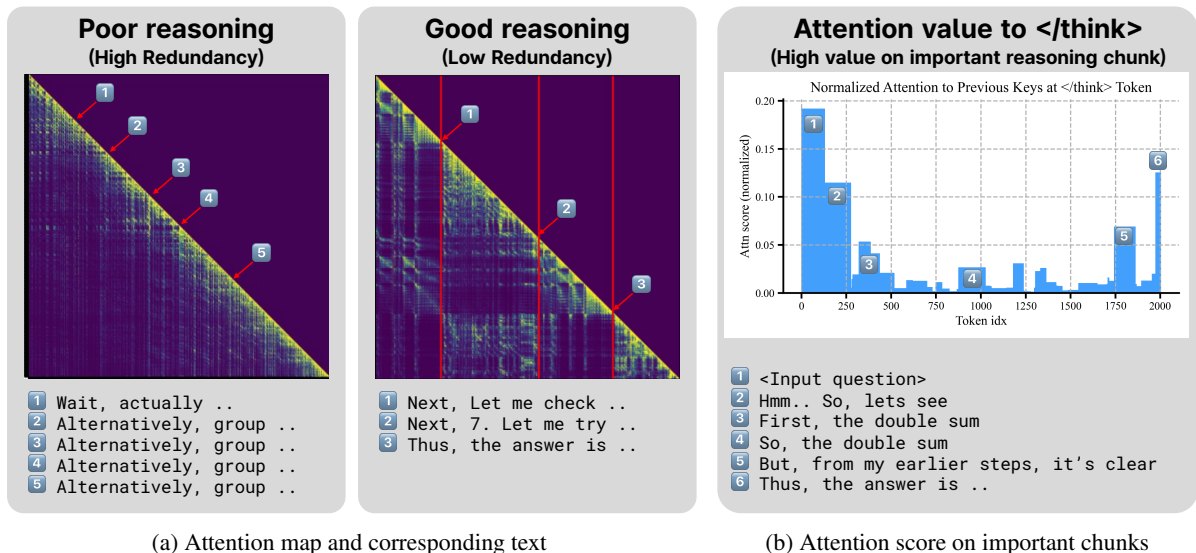 Poor reasoning
(High Redundancy)
1
2
3
4
5
1 Wait, actually ..
2 Alternatively, group ..
3 Alternatively, group ..
4 Alternatively, group ..
5 Alternatively, group ..
Good reasoning
(Low Redundancy)
1
2
3
1 Next, Let me check ..
2 Next, 7. Let me try ..
3 Thus, the answer is ..
(a) Attention map and corresponding text
Attention value to </think>
(High value on important reasoning chunk)
Normalized Attention to Previous Keys at </think> Token
Attn score (normalized)
0.20
0.15
0.10
0.05
0.00
1
2
3
4
5
6
0 250 500 750 1000 1250 1500 1750 2000
Token idx
1 <Input question>
2 Hmm.. So, lets see
3 First, the double sum
4 So, the double sum
5 But, from my earlier steps, it's clear
6 Thus, the answer is ..
(b) Attention score on important chunks